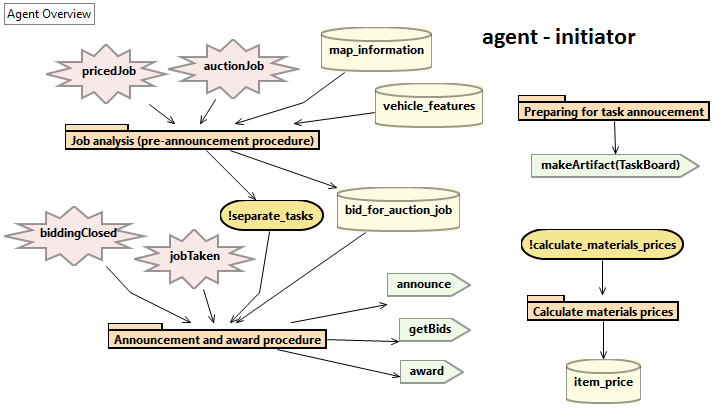 Agent Overview
agent - initiator
map_information
auctionJob
pricedJob
vehicle_features
Preparing for task annoucement
Job analysis (pre-announcement procedure)
makeArtifact(TaskBoard)
!separate_tasks
bid_for_auction_job
biddingClosed
!calculate_materials_prices
jobTaken
announce
Calculate materials prices
getBids
Announcement and award procedure
award
item_price